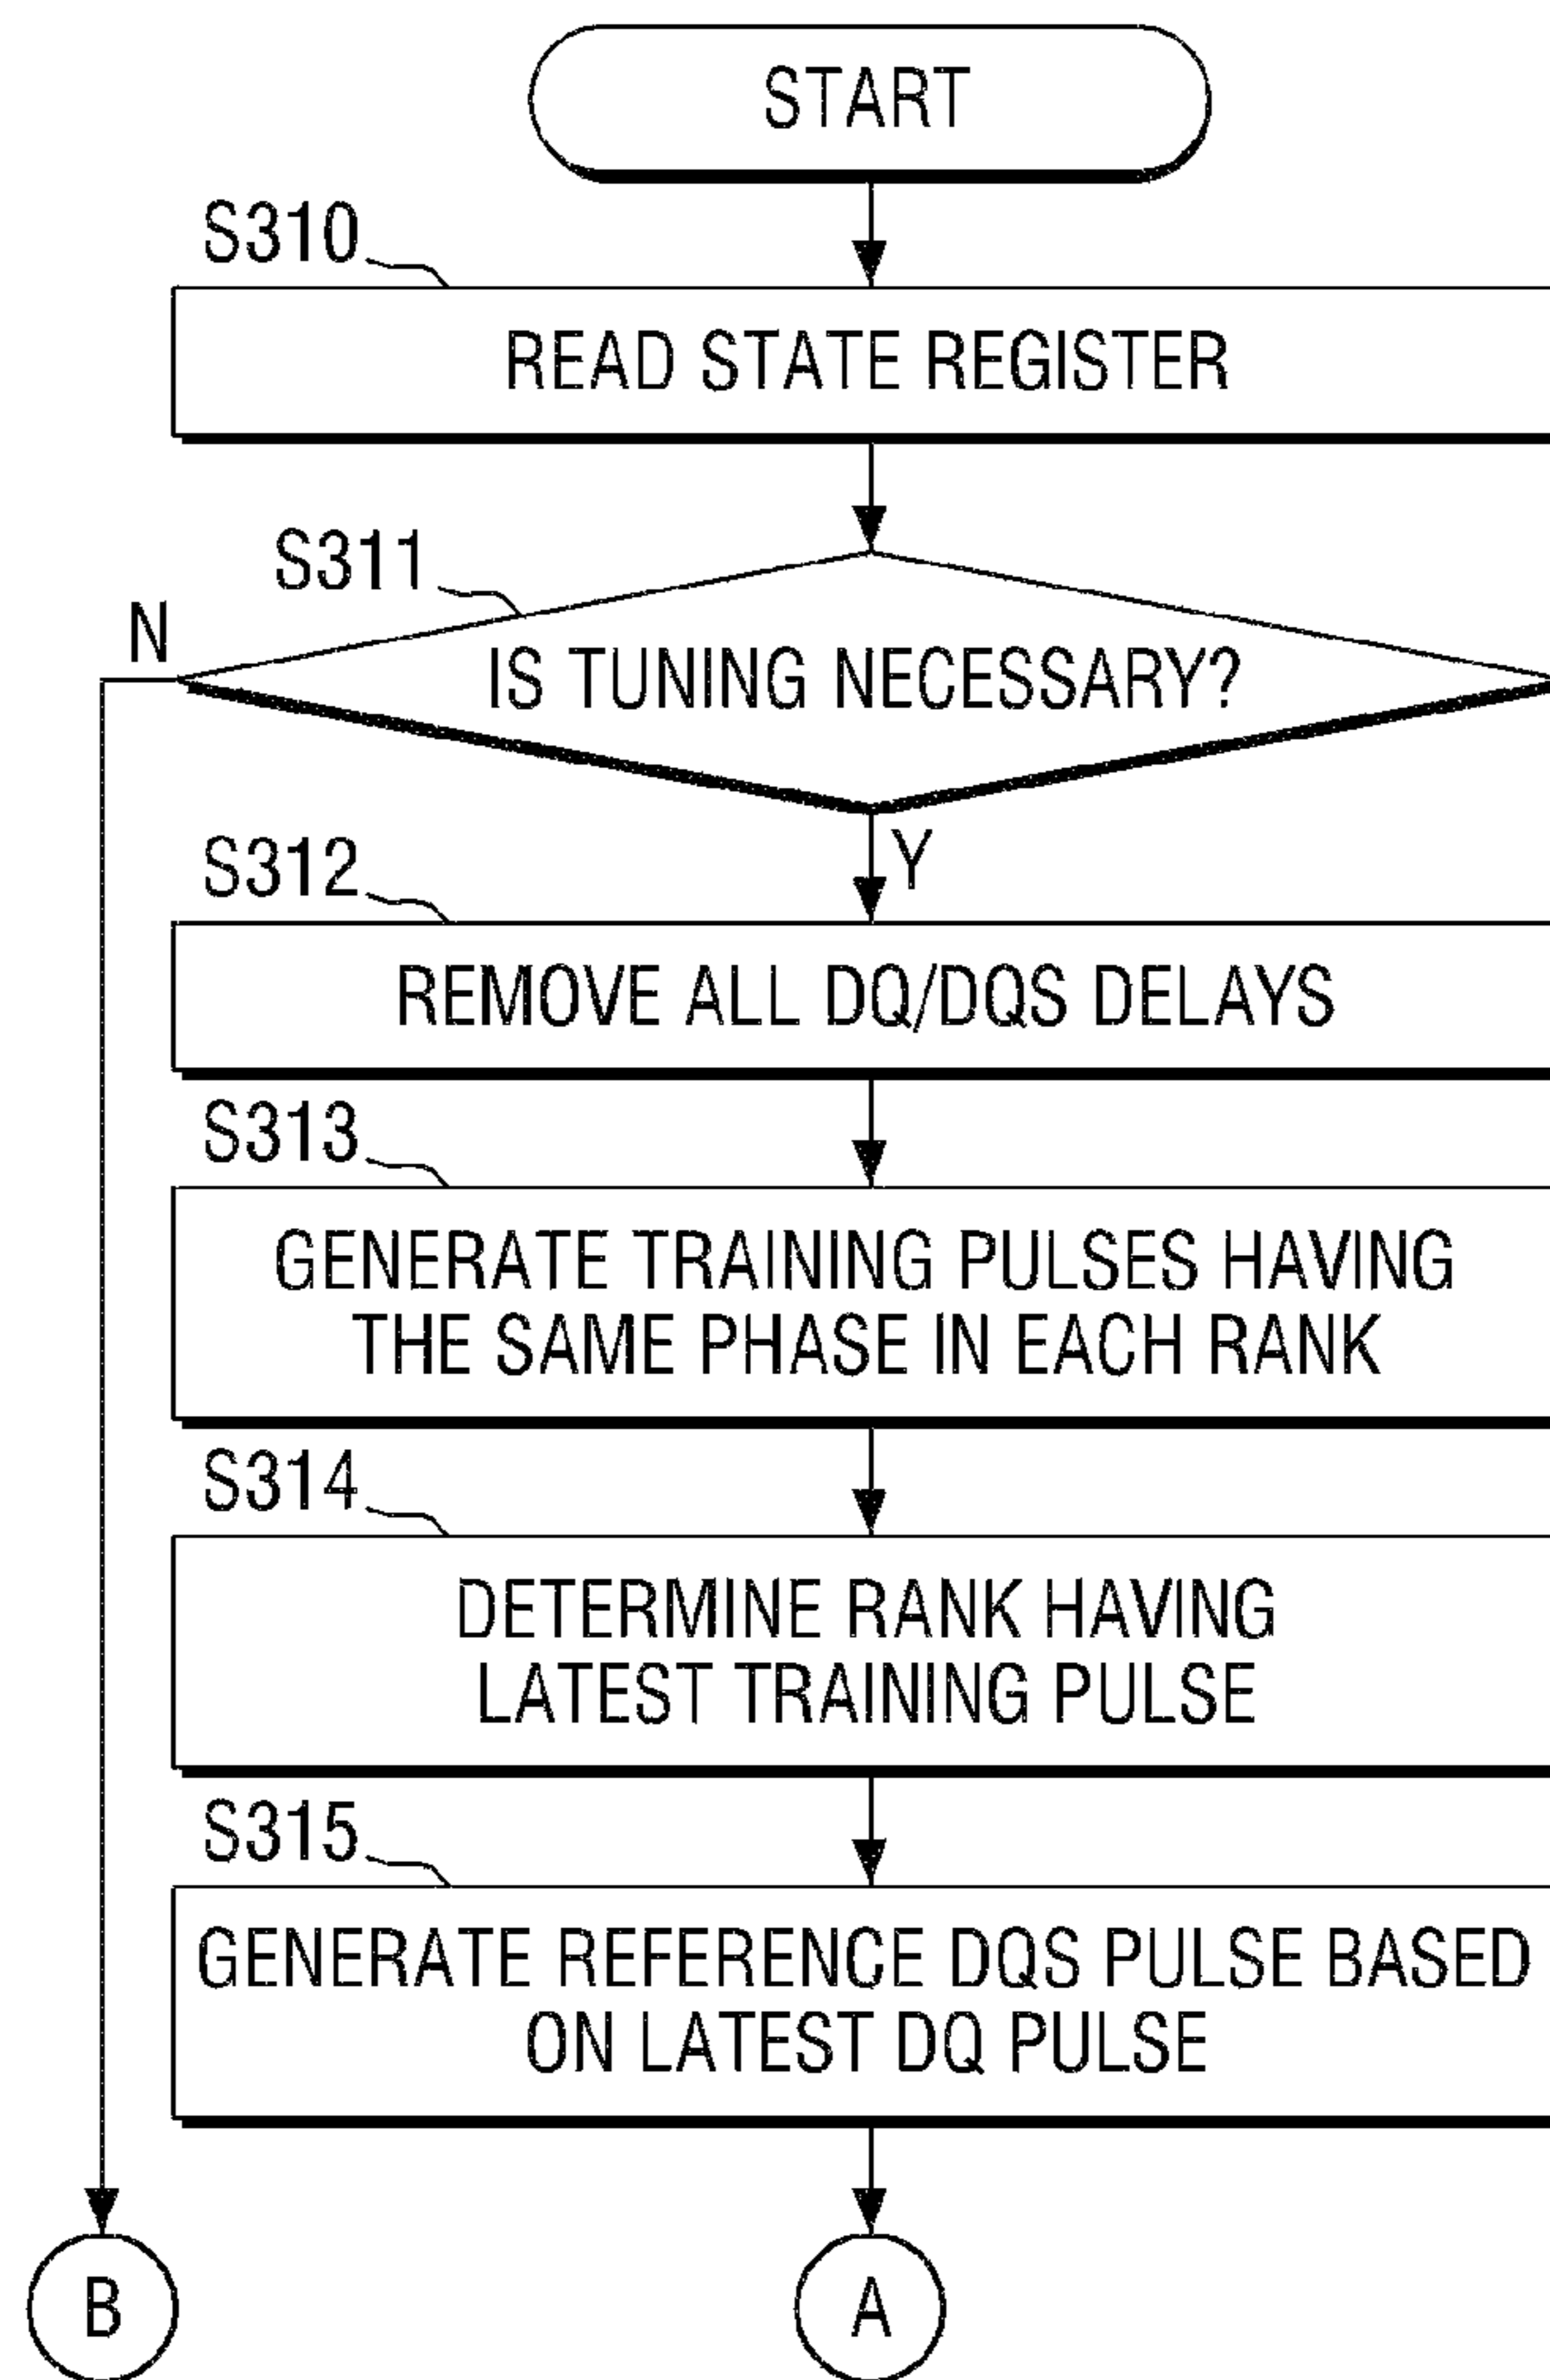 START
S310
READ STATE REGISTER
S311
N
IS TUNING NECESSARY?
Y
S312
REMOVE ALL DQ/DQS DELAYS
S313
GENERATE TRAINING PULSES HAVING
THE SAME PHASE IN EACH RANK
S314
DETERMINE RANK HAVING
LATEST TRAINING PULSE
S315
GENERATE REFERENCE DQS PULSE BASED
ON LATEST DQ PULSE
B
A